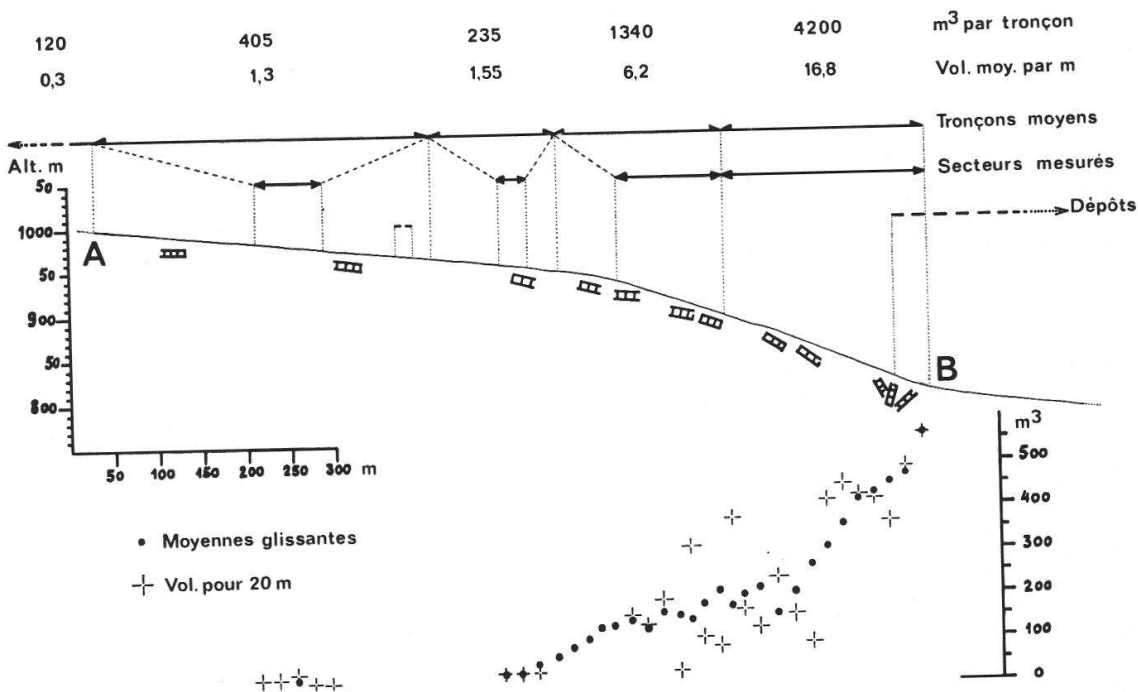 120 405 235 1340 4200 m³ par tronçon
0,3 1,3 1,55 6,2 16,8 Vol. moy. par m
Tronçons moyens
Alt. m
Secteurs mesurés
50
Dépôts
1000
A
50
900
50
B
800
m³
50 100 150 200 250 300 m
500
400
• Moyennes glissantes
300
Vol. pour 20 m
200
100
0